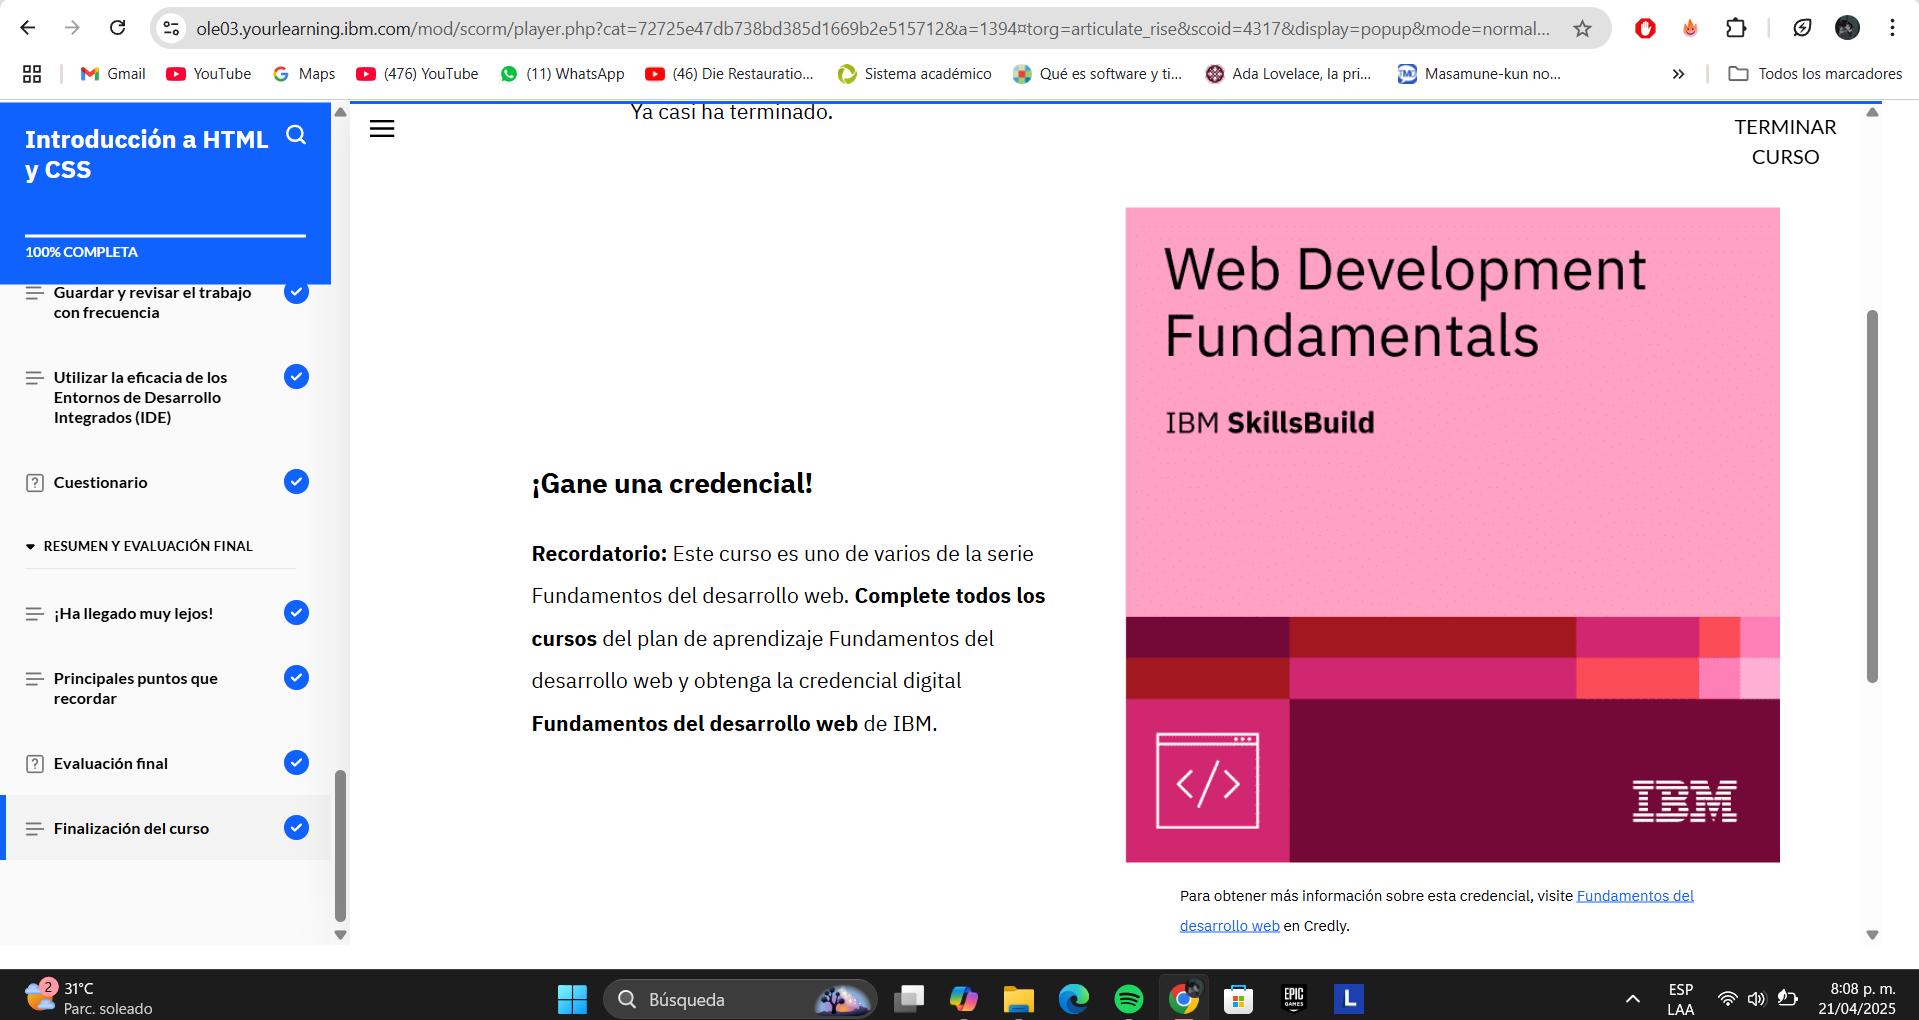 ole03.yourlearning.ibm.com/mod/scorm/player.php?cat=72725e47db738bd385d1669b2e515712&a=1394¤torg=articulate_rise&scoid=4317&display=popup&mode=normal...
Gmail
YouTube
Maps
(476) YouTube
(11) WhatsApp
(46) Die Restauratio...
Sistema académico
Qué es software y ti...
Ada Lovelace, la pri...
Masamune-kun no...
»
Todos los marcadores
Introducción a HTML
y CSS
100% COMPLETA
Guardar y revisar el trabajo
con frecuencia
Utilizar la eficacia de los
Entornos de Desarrollo
Integrados (IDE)
Cuestionario
RESUMEN Y EVALUACIÓN FINAL
¡Ha llegado muy lejos!
Principales puntos que
recordar
Evaluación final
Finalización del curso
Ya casi ha terminado.
TERMINAR
CURSO
¡Gane una credencial!
Recordatorio: Este curso es uno de varios de la serie
Fundamentos del desarrollo web. Complete todos los
cursos del plan de aprendizaje Fundamentos del
desarrollo web y obtenga la credencial digital
Fundamentos del desarrollo web de IBM.
Web Development
Fundamentals
IBM SkillsBuild
</>
IBM
Para obtener más información sobre esta credencial, visite Fundamentos del
desarrollo web en Credly.
2
31°C
Parc. soleado
Búsqueda
EPIC
GAMES
L
ESP
LAA
8:08 p. m.
21/04/2025